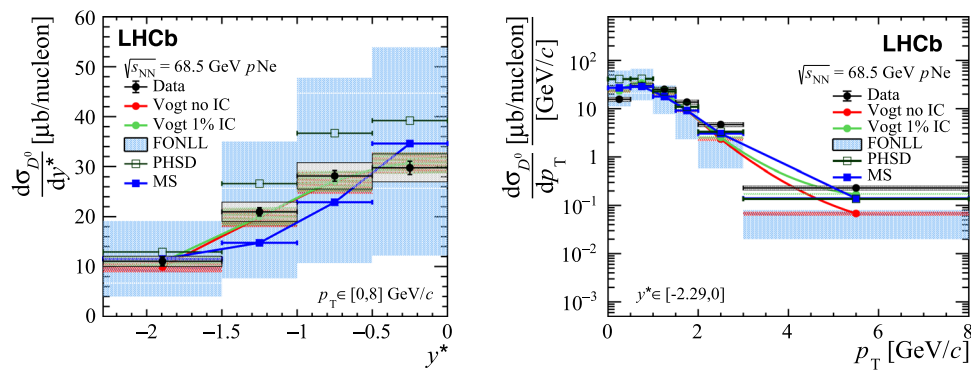 LHCb
√s_NN = 68.5 GeV pNe
Data
Vogt no IC
Vogt 1% IC
FONLL
PHSD
MS
dσ_D⁰/dy* [μb/nucleon]
60
50
40
30
20
10
0
p_T ∈ [0,8] GeV/c
−2 −1.5 −1 −0.5 0
y*
LHCb
√s_NN = 68.5 GeV pNe
Data
Vogt no IC
Vogt 1% IC
FONLL
PHSD
MS
dσ_D⁰/dp_T [μb/nucleon]/[GeV/c]
10²
10
1
10⁻¹
10⁻²
10⁻³
y*∈ [-2.29,0]
0 2 4 6 8
p_T [GeV/c]